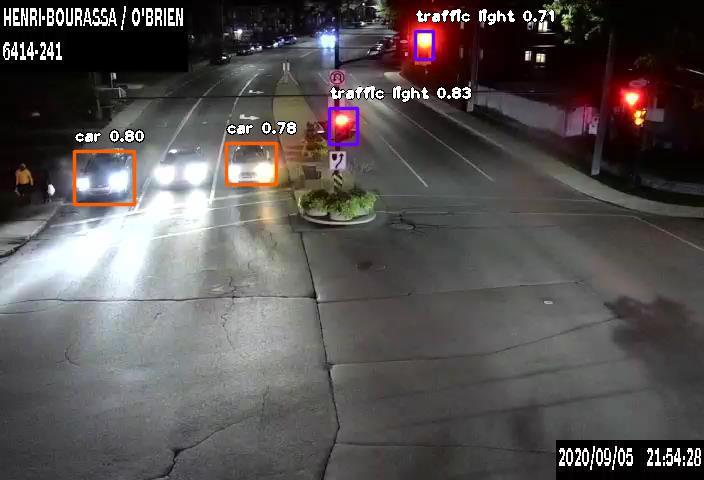 HENRI-BOURASSA / O'BRIEN
6414-241
traffic light 0.71
traffic light 0.83
car 0.80
car 0.78
2020/09/05 21:54:28